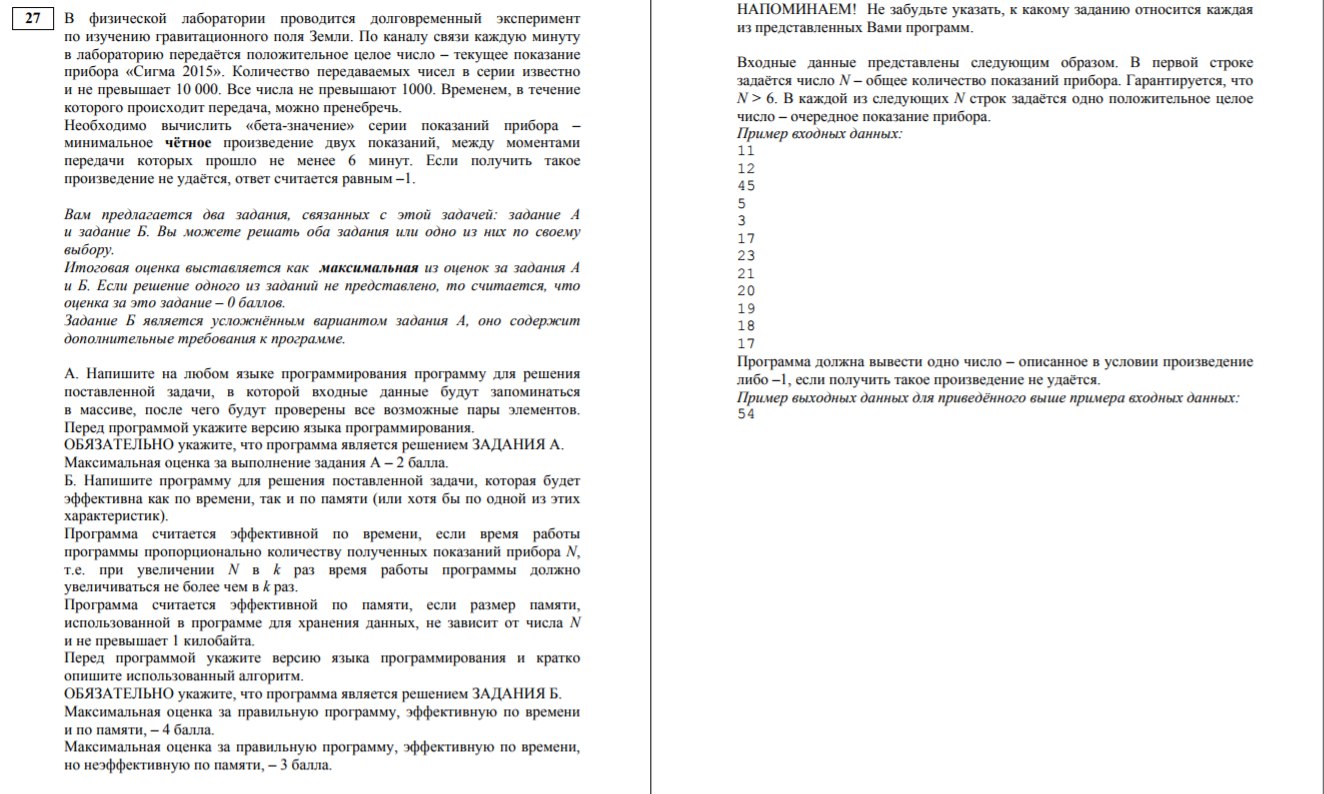 27
В физической лаборатории проводится долговременный эксперимент
по изучению гравитационного поля Земли. По каналу связи каждую минуту
в лабораторию передаётся положительное целое число – текущее показание
прибора «Сигма 2015». Количество передаваемых чисел в серии известно
и не превышает 10 000. Все числа не превышают 1000. Временем, в течение
которого происходит передача, можно пренебречь.
Необходимо вычислить «бета-значение» серии показаний прибора –
минимальное чётное произведение двух показаний, между моментами
передачи которых прошло не менее 6 минут. Если получить такое
произведение не удаётся, ответ считается равным –1.
Вам предлагается два задания, связанных с этой задачей: задание А
и задание Б. Вы можете решать оба задания или одно из них по своему
выбору.
Итоговая оценка выставляется как максимальная из оценок за задания А
и Б. Если решение одного из заданий не представлено, то считается, что
оценка за это задание – 0 баллов.
Задание Б является усложнённым вариантом задания А, оно содержит
дополнительные требования к программе.
А. Напишите на любом языке программирования программу для решения
поставленной задачи, в которой входные данные будут запоминаться
в массиве, после чего будут проверены все возможные пары элементов.
Перед программой укажите версию языка программирования.
ОБЯЗАТЕЛЬНО укажите, что программа является решением ЗАДАНИЯ А.
Максимальная оценка за выполнение задания А – 2 балла.
Б. Напишите программу для решения поставленной задачи, которая будет
эффективна как по времени, так и по памяти (или хотя бы по одной из этих
характеристик).
Программа считается эффективной по времени, если время работы
программы пропорционально количеству полученных показаний прибора N,
т.е. при увеличении N в k раз время работы программы должно
увеличиваться не более чем в k раз.
Программа считается эффективной по памяти, если размер памяти,
использованной в программе для хранения данных, не зависит от числа N
и не превышает 1 килобайта.
Перед программой укажите версию языка программирования и кратко
опишите использованный алгоритм.
ОБЯЗАТЕЛЬНО укажите, что программа является решением ЗАДАНИЯ Б.
Максимальная оценка за правильную программу, эффективную по времени
и по памяти, – 4 балла.
Максимальная оценка за правильную программу, эффективную по времени,
но неэффективную по памяти, – 3 балла.
НАПОМИНАЕМ! Не забудьте указать, к какому заданию относится каждая
из представленных Вами программ.
Входные данные представлены следующим образом. В первой строке
задаётся число N – общее количество показаний прибора. Гарантируется, что
N > 6. В каждой из следующих N строк задаётся одно положительное целое
число – очередное показание прибора.
Пример входных данных:
11
12
45
5
3
17
23
21
20
19
18
17
Программа должна вывести одно число – описанное в условии произведение
либо –1, если получить такое произведение не удаётся.
Пример выходных данных для приведённого выше примера входных данных:
54